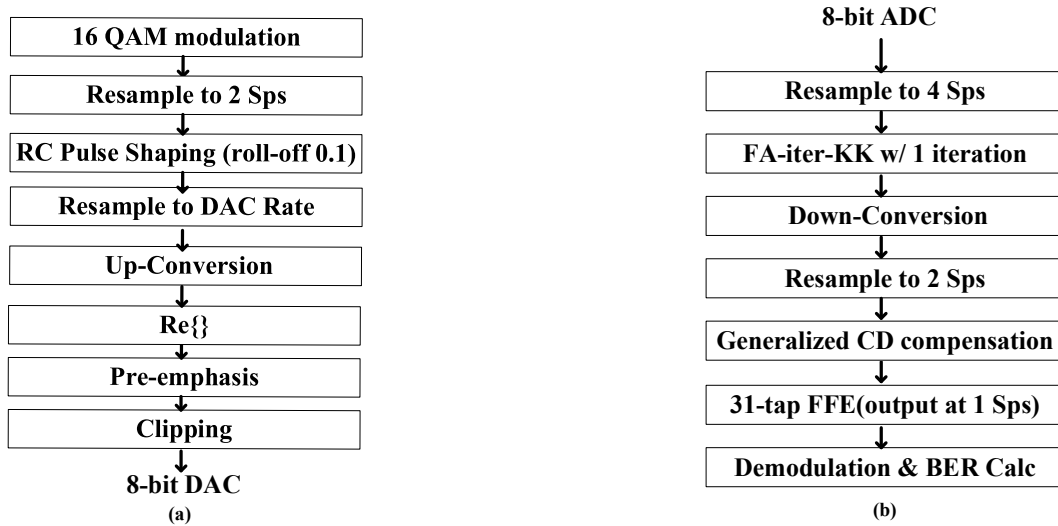 16 QAM modulation
Resample to 2 Sps
RC Pulse Shaping (roll-off 0.1)
Resample to DAC Rate
Up-Conversion
Re{}
Pre-emphasis
Clipping
8-bit DAC
(a)
8-bit ADC
Resample to 4 Sps
FA-iter-KK w/ 1 iteration
Down-Conversion
Resample to 2 Sps
Generalized CD compensation
31-tap FFE(output at 1 Sps)
Demodulation & BER Calc
(b)